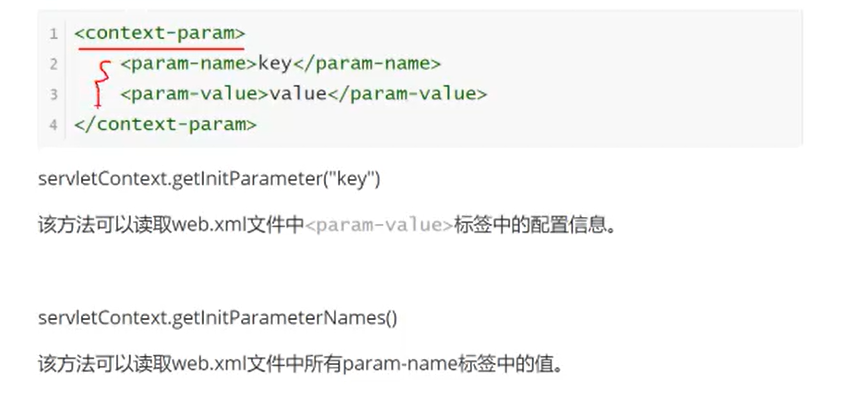 1 <context-param>
2 <param-name>key</param-name>
3 <param-value>value</param-value>
4 </context-param>
servletContext.getInitParameter("key")
该方法可以读取web.xml文件中<param-value>标签中的配置信息。
servletContext.getInitParameterNames()
该方法可以读取web.xml文件中所有param-name标签中的值。